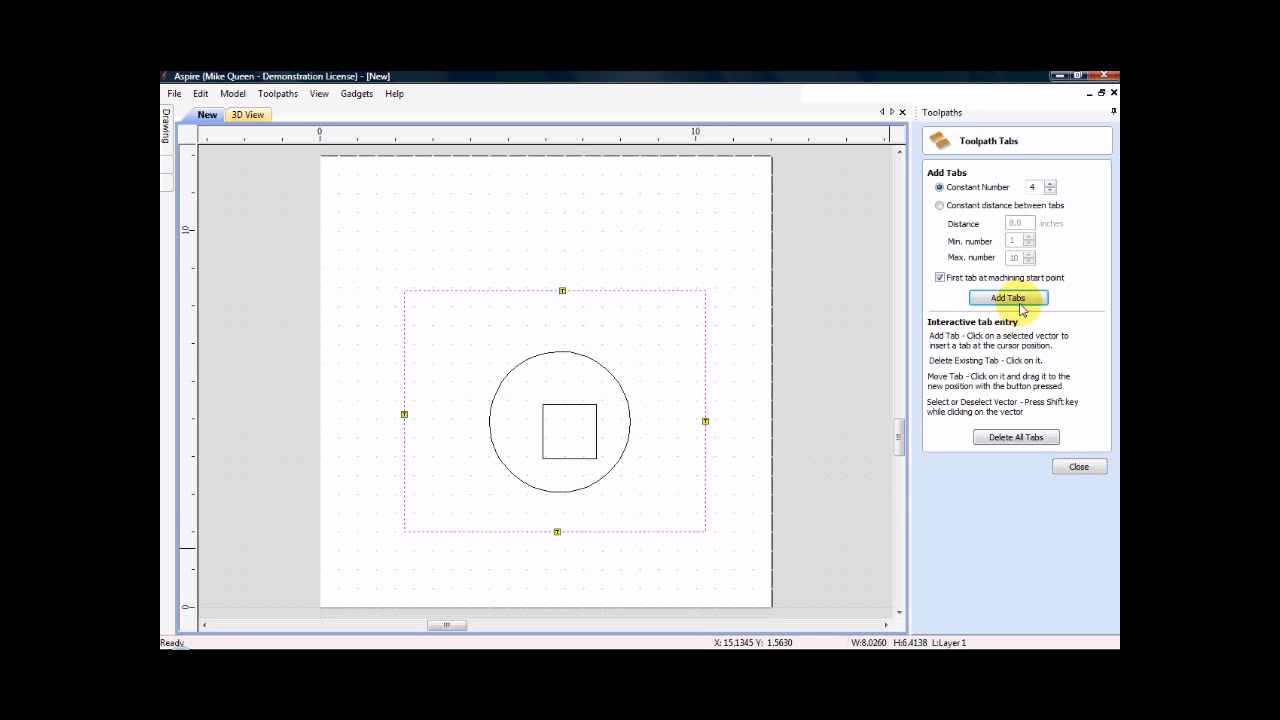 Aspire (Mike Queen - Demonstration License) - [New]
File Edit Model Toolpaths View Gadgets Help
Drawing
New 3D View
Toolpaths
0 10
10
0
Toolpath Tabs
Add Tabs
Constant Number 4
Constant distance between tabs
Distance 8.0 inches
Min. number 1
Max. number 10
First tab at machining start point
Add Tabs
Interactive tab entry
Add Tab - Click on a selected vector to
insert a tab at the cursor position.
Delete Existing Tab - Click on it.
Move Tab - Click on it and drag it to the
new position with the button pressed
Select or Deselect Vector - Press Shift key
while clicking on the vector
Delete All Tabs
Close
T
T
T
T
Ready X: 15.1345 Y: 1.5630 W:8.0260 H:6.4138 L:Layer 1